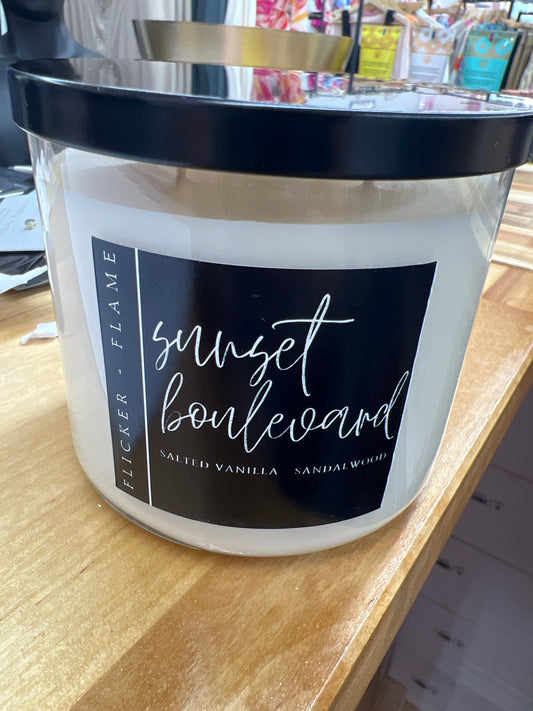 FLICKER - FLAME
sunset
boulevard
SALTED VANILLA SANDALWOOD